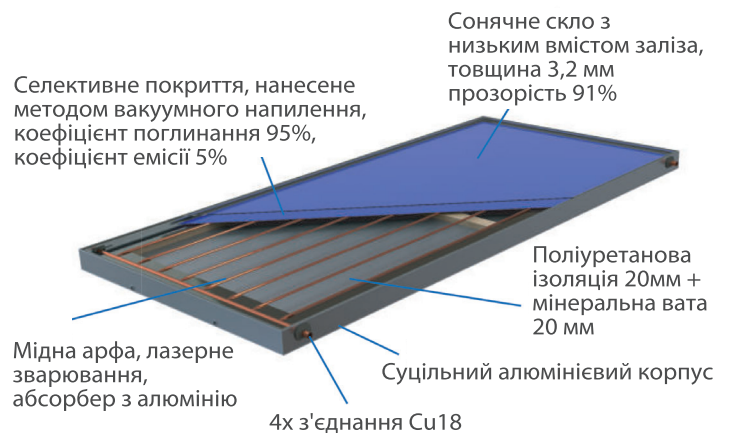 Сонячне скло з
низьким вмістом заліза,
товщина 3,2 мм
прозорість 91%
Селективне покриття, нанесене
методом вакуумного напилення,
коефіцієнт поглинання 95%,
коефіцієнт емісії 5%
Поліуретанова
ізоляція 20мм +
мінеральна вата
20 мм
Мідна арфа, лазерне
зварювання,
абсорбер з алюмінію
Суцільний алюмінієвий корпус
4х з'єднання Cu18